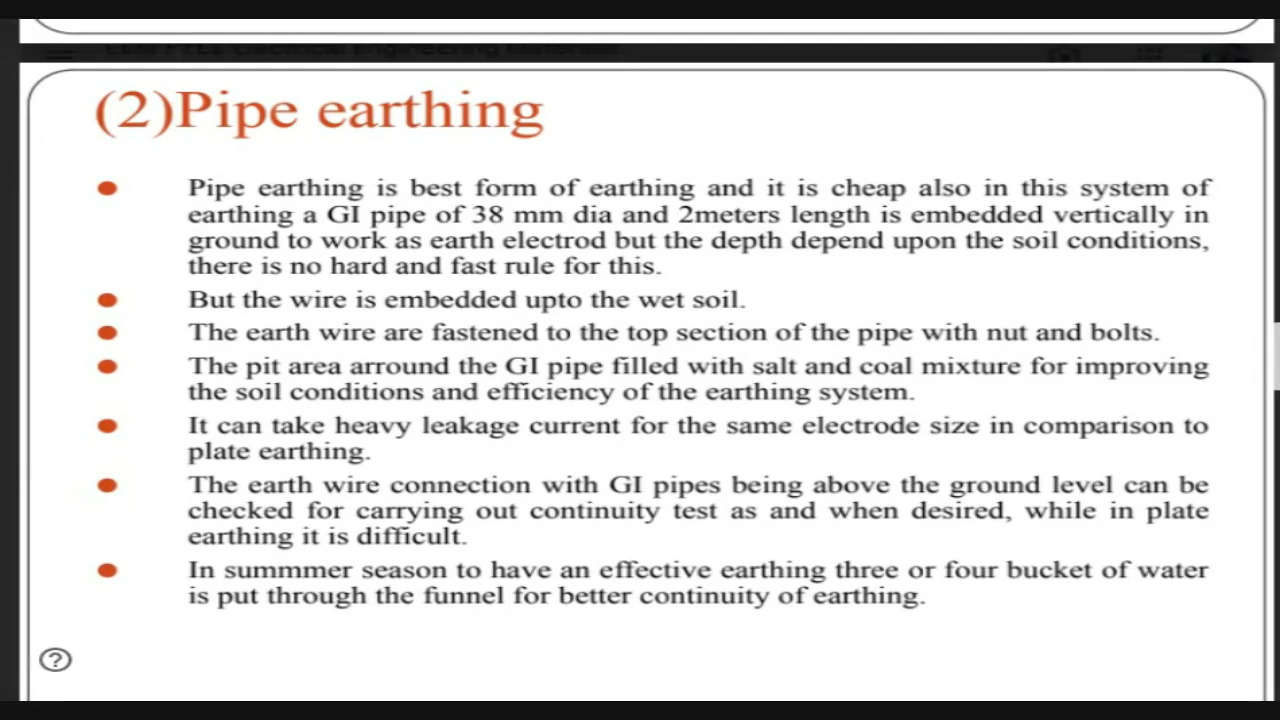 (2)Pipe earthing
Pipe earthing is best form of earthing and it is cheap also in this system of
earthing a GI pipe of 38 mm dia and 2meters length is embedded vertically in
ground to work as earth electrod but the depth depend upon the soil conditions,
there is no hard and fast rule for this.
But the wire is embedded upto the wet soil.
The earth wire are fastened to the top section of the pipe with nut and bolts.
The pit area arround the GI pipe filled with salt and coal mixture for improving
the soil conditions and efficiency of the earthing system.
It can take heavy leakage current for the same electrode size in comparison to
plate earthing.
The earth wire connection with GI pipes being above the ground level can be
checked for carrying out continuity test as and when desired, while in plate
earthing it is difficult.
In summmer season to have an effective earthing three or four bucket of water
is put through the funnel for better continuity of earthing.
?